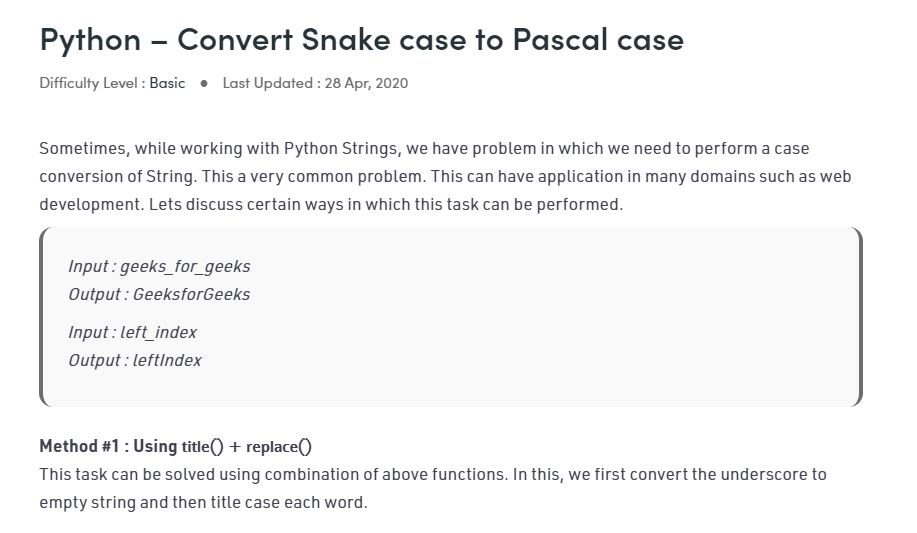 Python – Convert Snake case to Pascal case
Difficulty Level : Basic ● Last Updated : 28 Apr, 2020
Sometimes, while working with Python Strings, we have problem in which we need to perform a case
conversion of String. This a very common problem. This can have application in many domains such as web
development. Lets discuss certain ways in which this task can be performed.
Input : geeks_for_geeks
Output : GeeksforGeeks
Input : left_index
Output : leftIndex
Method #1 : Using title() + replace()
This task can be solved using combination of above functions. In this, we first convert the underscore to
empty string and then title case each word.